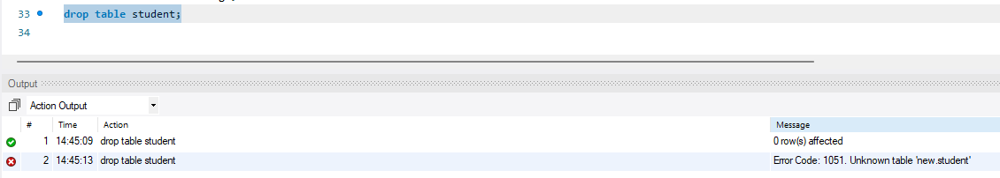 33 drop table student;
34
Output
Action Output
# Time Action Message
1 14:45:09 drop table student 0 row(s) affected
2 14:45:13 drop table student Error Code: 1051. Unknown table 'new.student'